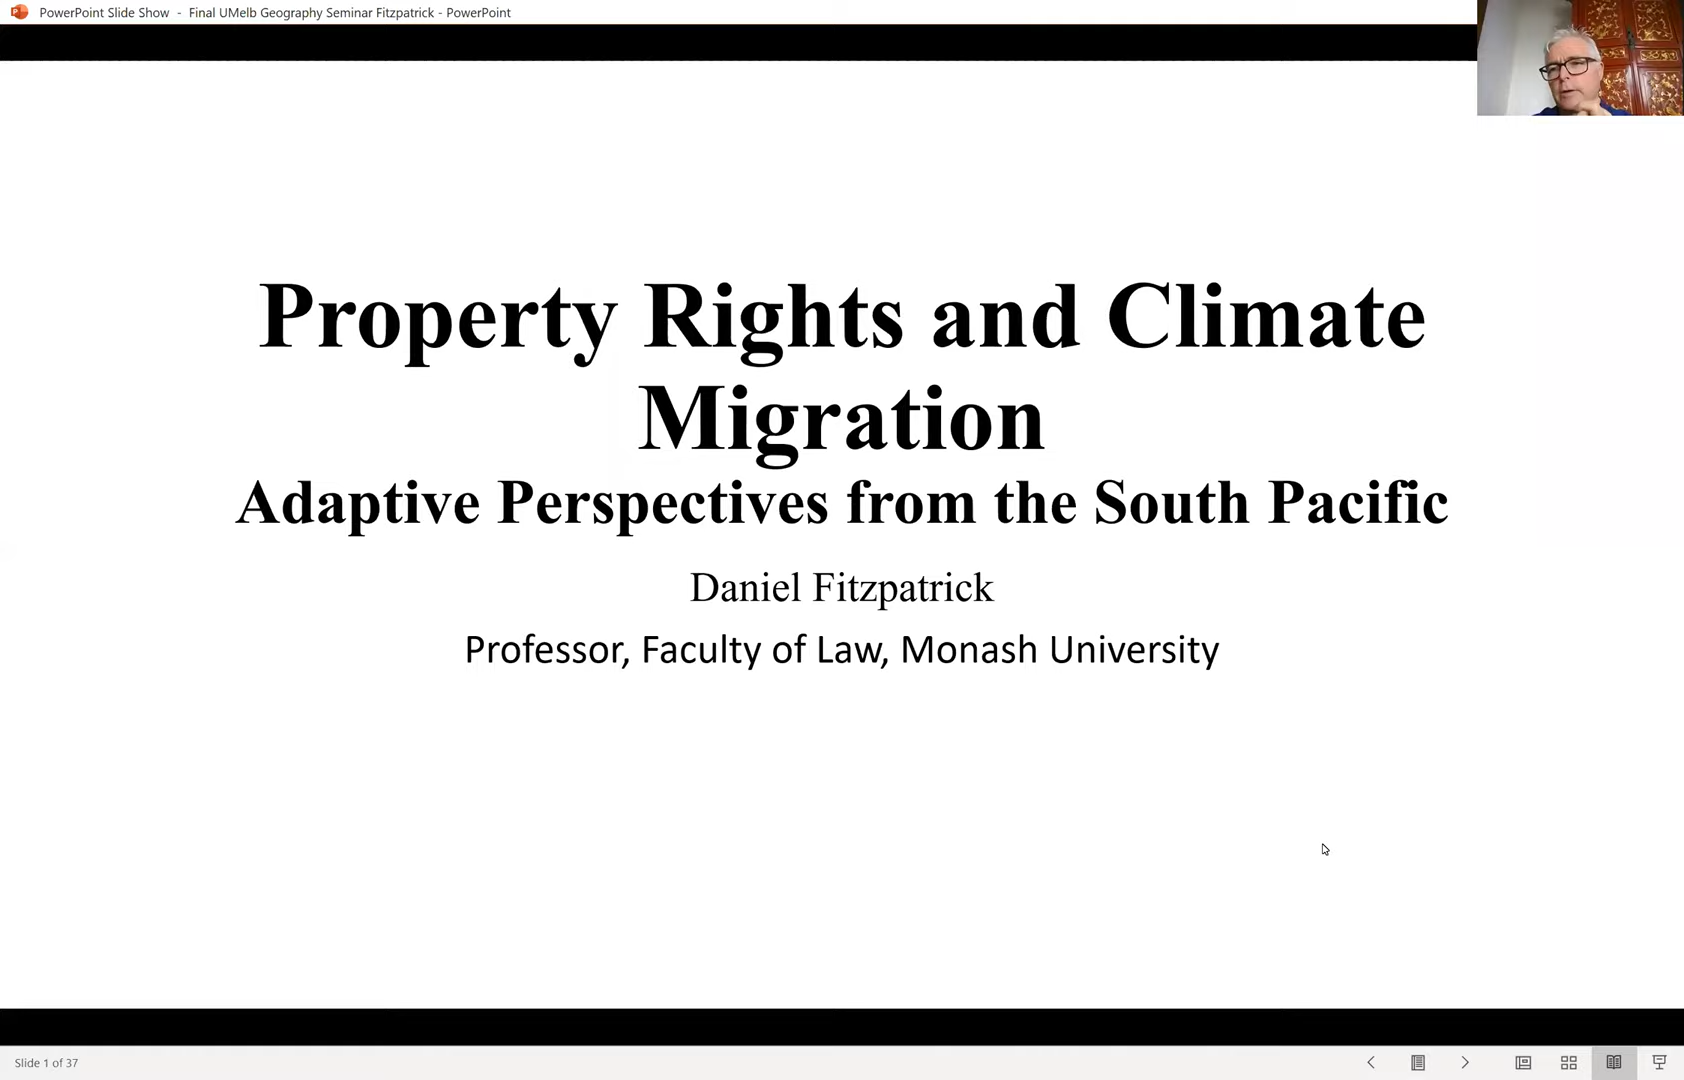 PowerPoint Slide Show - Final UMelb Geography Seminar Fitzpatrick - PowerPoint
Property Rights and Climate
Migration
Adaptive Perspectives from the South Pacific
Daniel Fitzpatrick
Professor, Faculty of Law, Monash University
Slide 1 of 37